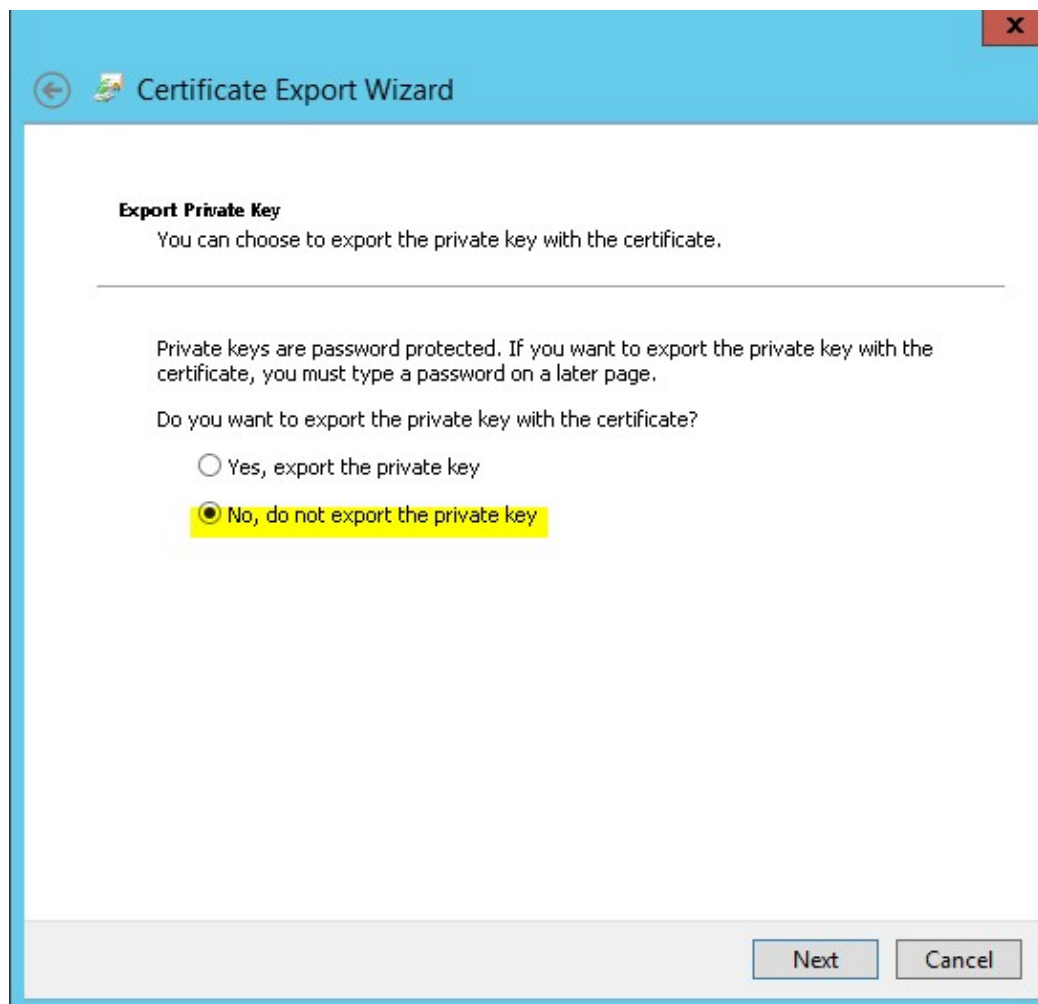 x
Certificate Export Wizard
Export Private Key
You can choose to export the private key with the certificate.
Private keys are password protected. If you want to export the private key with the
certificate, you must type a password on a later page.
Do you want to export the private key with the certificate?
Yes, export the private key
No, do not export the private key
Next
Cancel